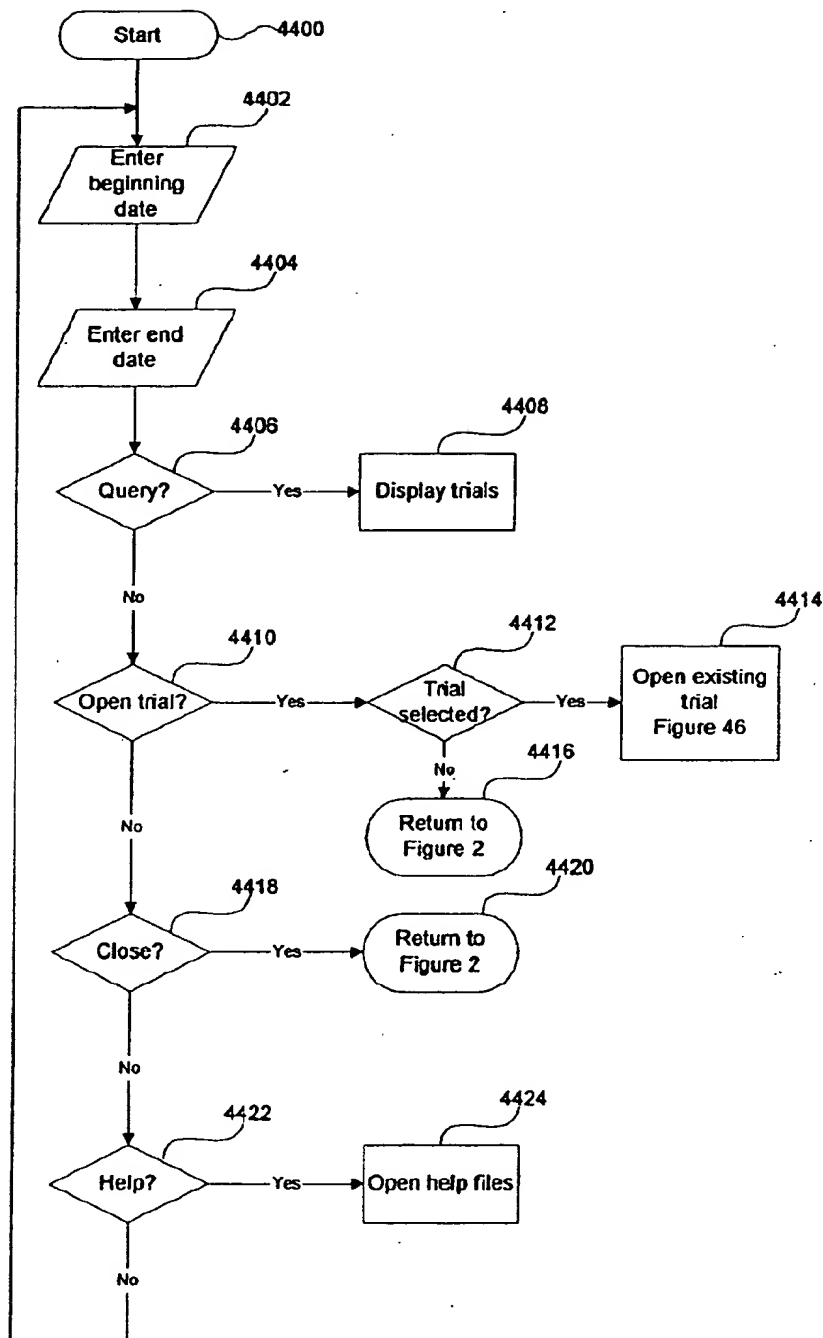 Start
4400
4402
Enter
beginning
date
4404
Enter end
date
4406
4408
Query?
Yes
Display trials
No
4410
4412
4414
Open trial?
Yes
Trial
selected?
Yes
Open existing
trial
Figure 46
No
4416
No
Return to
Figure 2
4418
4420
Close?
Yes
Return to
Figure 2
No
4422
4424
Help?
Yes
Open help files
No